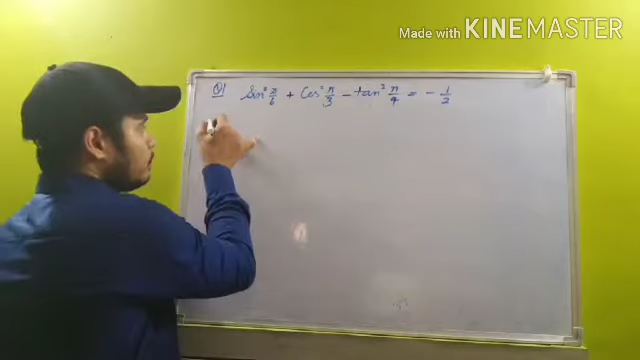 Made with KINEMASTER
Q1 Sin² π/6 + Cos² π/3 − tan² π/4 = − 1/2